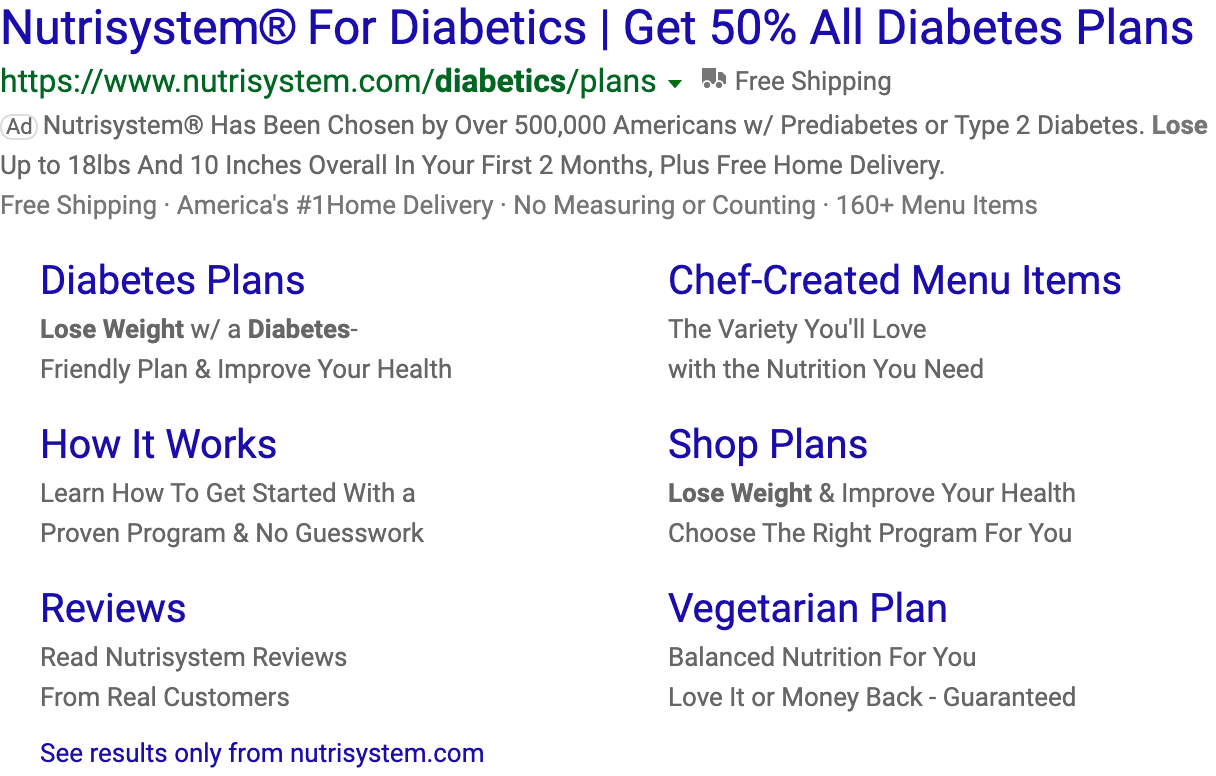 Nutrisystem® For Diabetics | Get 50% All Diabetes Plans
https://www.nutrisystem.com/diabetics/plans Free Shipping
Ad Nutrisystem® Has Been Chosen by Over 500,000 Americans w/ Prediabetes or Type 2 Diabetes. Lose
Up to 18lbs And 10 Inches Overall In Your First 2 Months, Plus Free Home Delivery.
Free Shipping · America's #1Home Delivery · No Measuring or Counting · 160+ Menu Items
Diabetes Plans
Lose Weight w/ a Diabetes-
Friendly Plan & Improve Your Health
Chef-Created Menu Items
The Variety You'll Love
with the Nutrition You Need
How It Works
Learn How To Get Started With a
Proven Program & No Guesswork
Shop Plans
Lose Weight & Improve Your Health
Choose The Right Program For You
Reviews
Read Nutrisystem Reviews
From Real Customers
Vegetarian Plan
Balanced Nutrition For You
Love It or Money Back - Guaranteed
See results only from nutrisystem.com